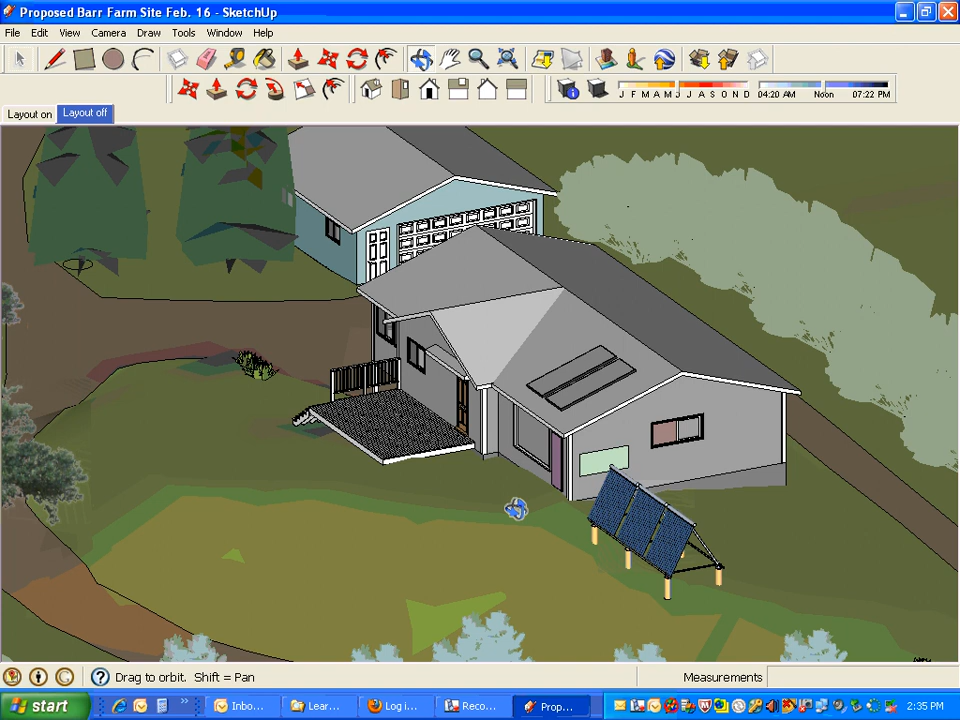 Proposed Barr Farm Site Feb. 16 - SketchUp
File Edit View Camera Draw Tools Window Help
J F M A M J J A S O N D 04:20 AM Noon 07:22 PM
Layout on Layout off
Drag to orbit. Shift = Pan Measurements
start Inbo... Lear... Log i... Reco... Prop... 2:35 PM